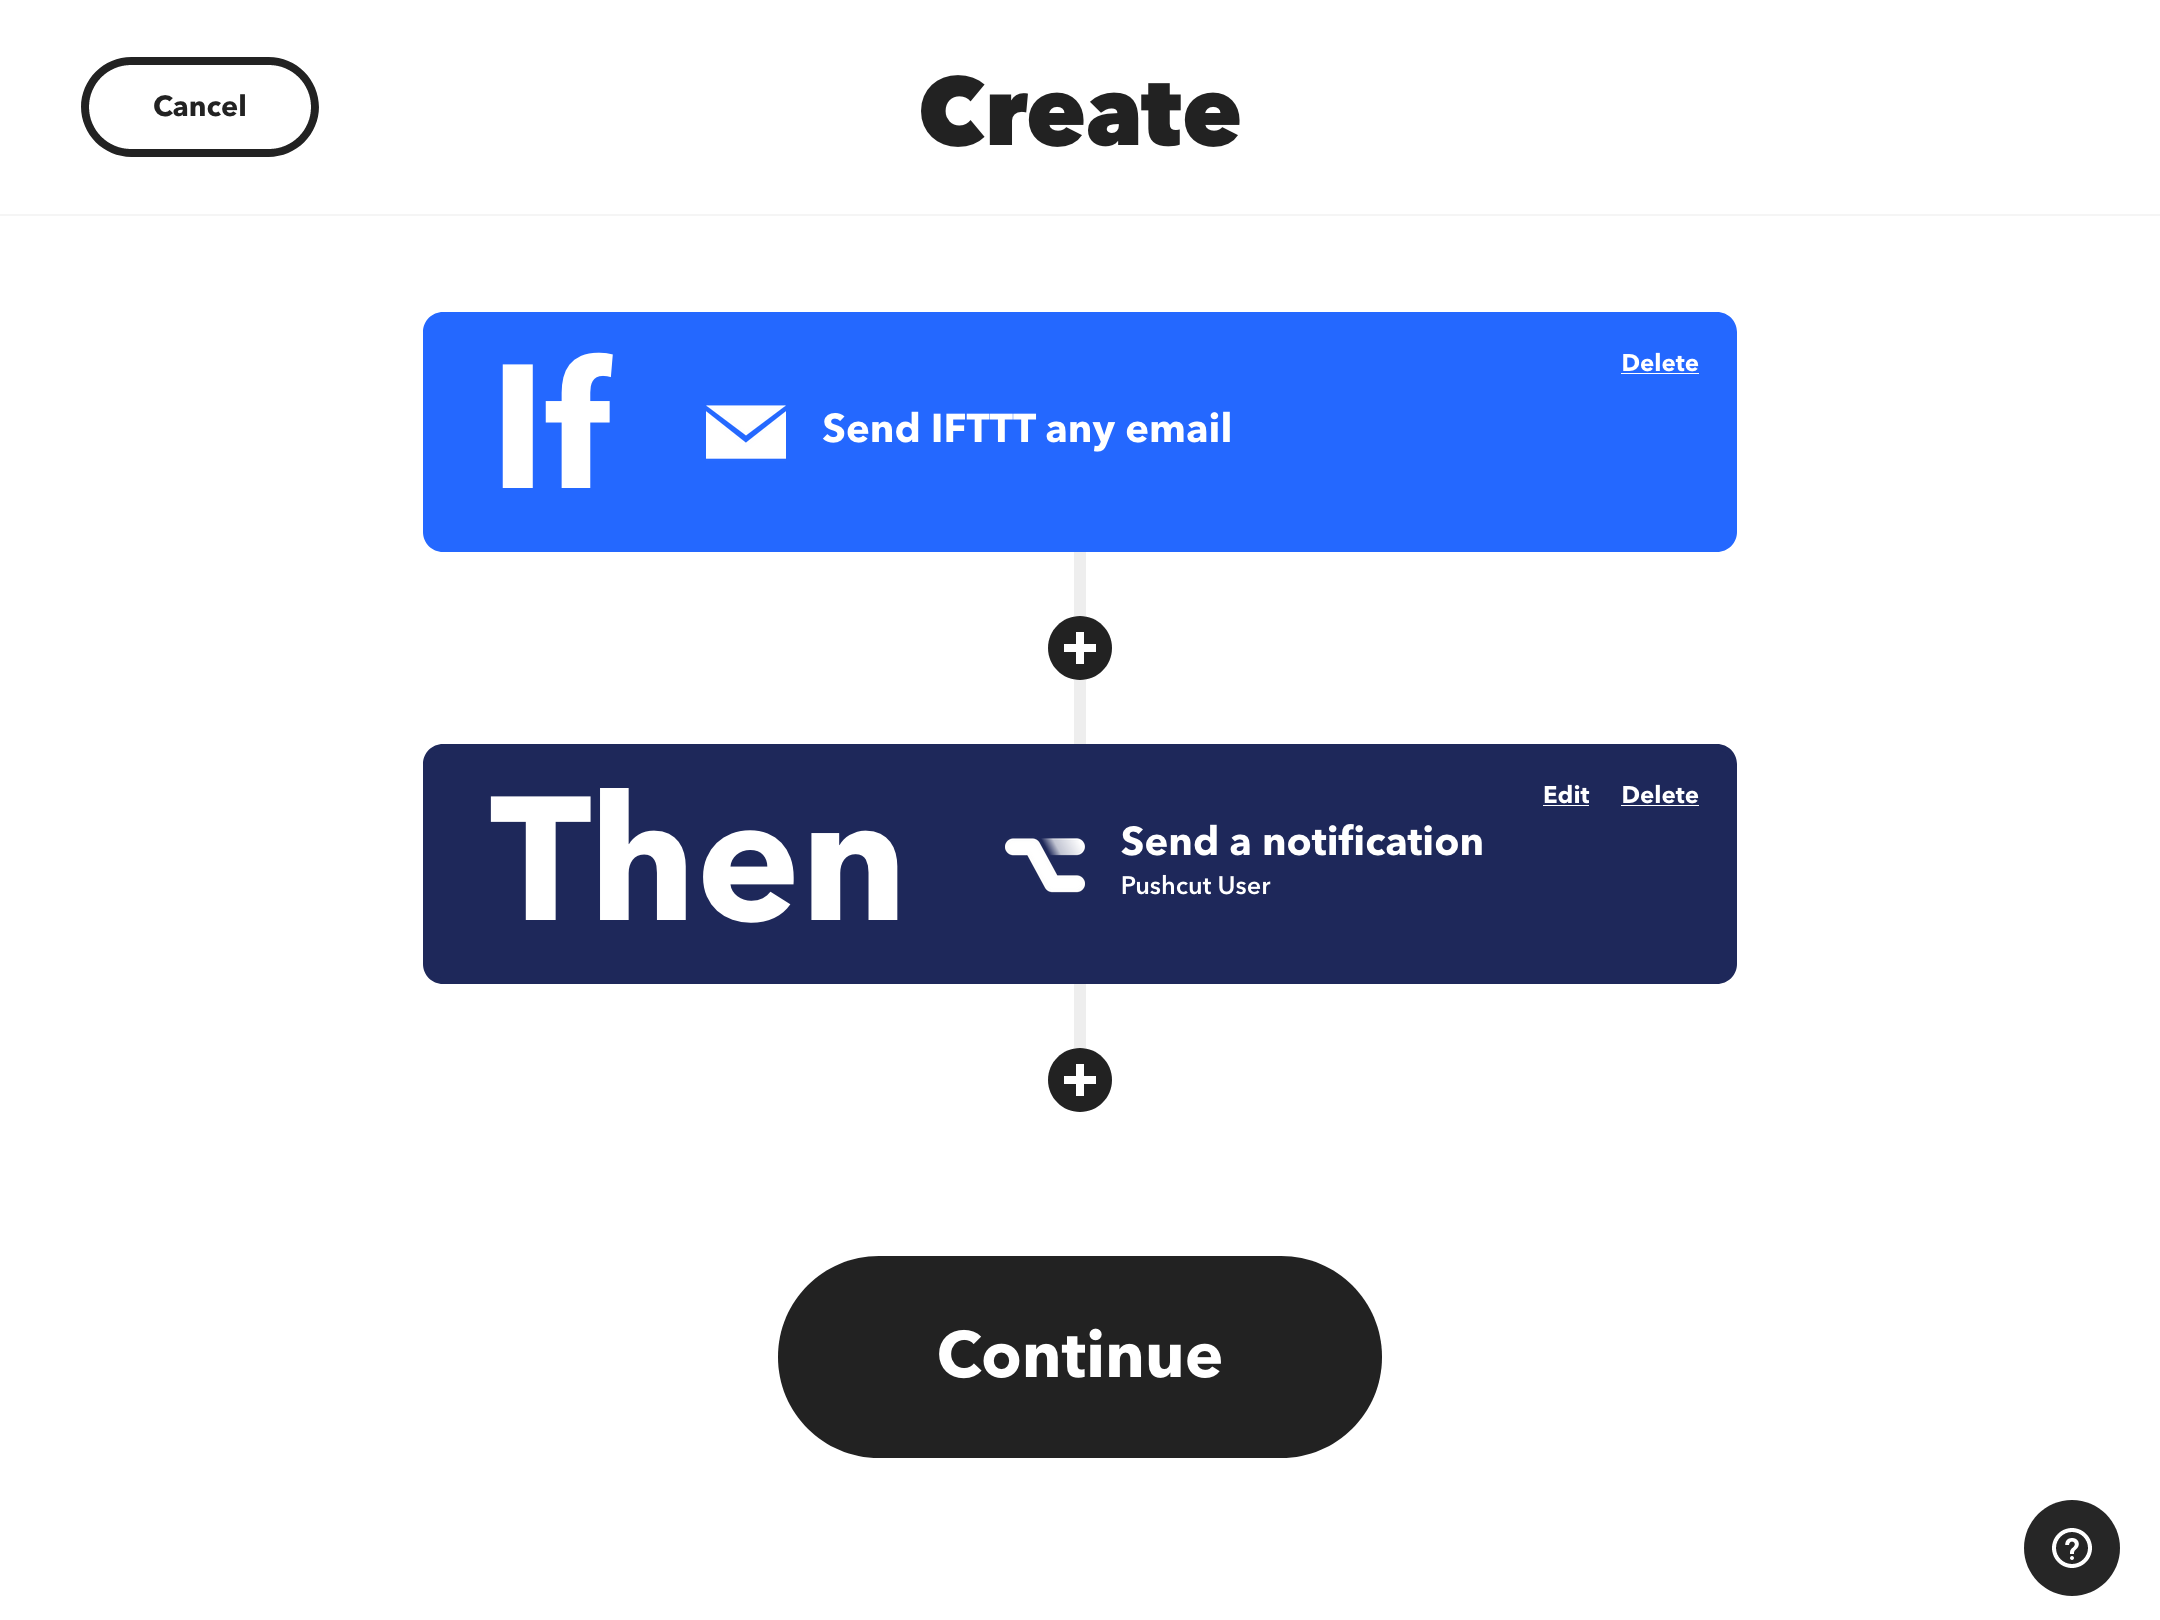 Cancel
Create
If
Send IFTTT any email
Delete
Then
Send a notification
Pushcut User
Edit
Delete
Continue
?